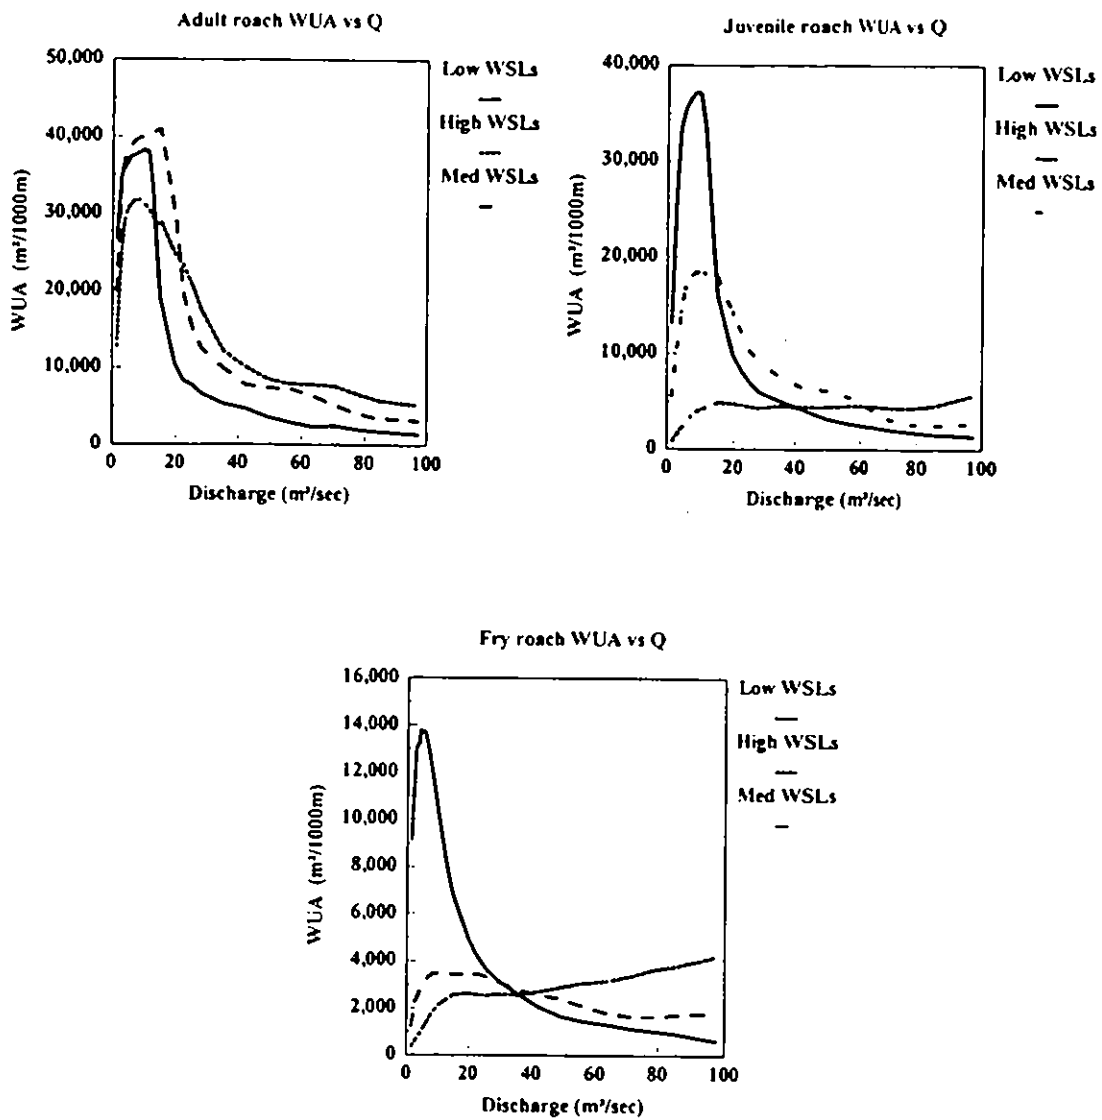 Adult roach WUA vs Q
50,000
40,000
30,000
20,000
10,000
0
WUA (m²/1000m)
0 20 40 60 80 100
Discharge (m³/sec)
Low WSLs
High WSLs
Med WSLs
Juvenile roach WUA vs Q
40,000
30,000
20,000
10,000
0
WUA (m²/1000m)
0 20 40 60 80 100
Discharge (m³/sec)
Low WSLs
High WSLs
Med WSLs
Fry roach WUA vs Q
16,000
14,000
12,000
10,000
8,000
6,000
4,000
2,000
0
WUA (m²/1000m)
0 20 40 60 80 100
Discharge (m³/sec)
Low WSLs
High WSLs
Med WSLs